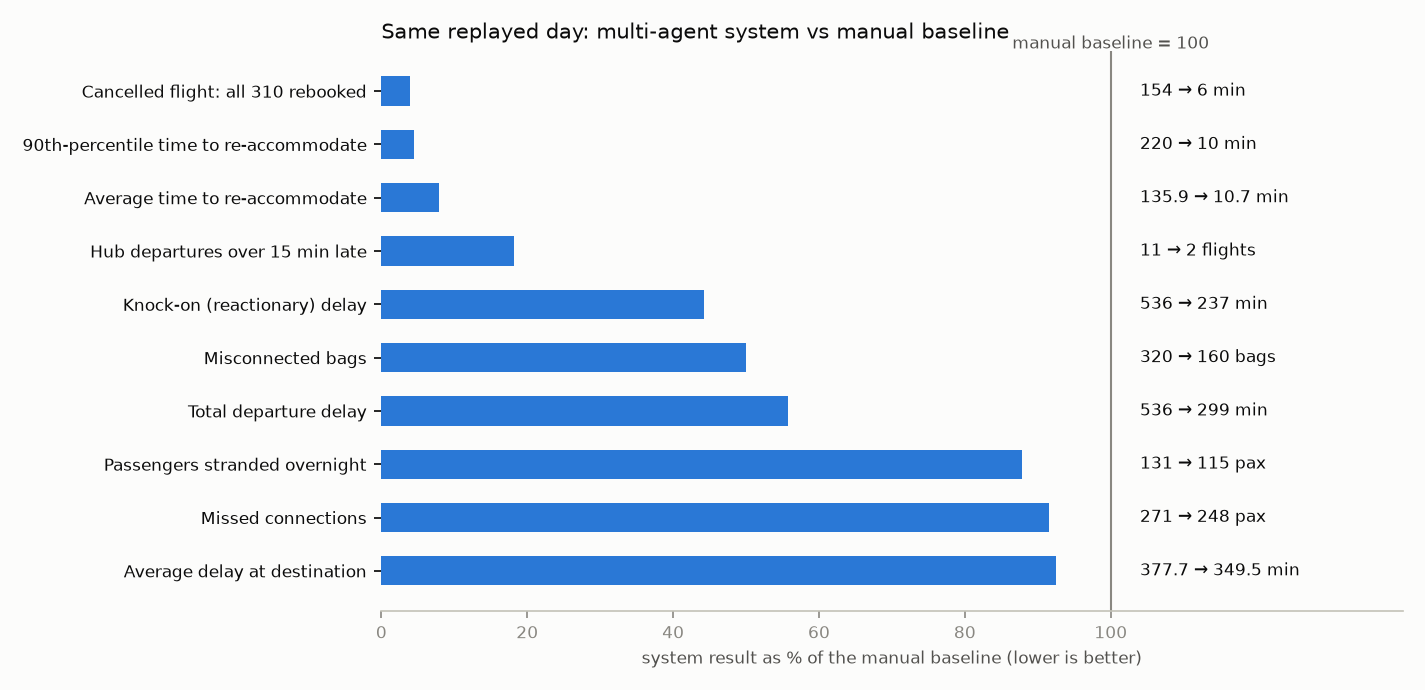 Same replayed day: multi-agent system vs manual baseline
manual baseline = 100
Cancelled flight: all 310 rebooked 154 → 6 min
90th-percentile time to re-accommodate 220 → 10 min
Average time to re-accommodate 135.9 → 10.7 min
Hub departures over 15 min late 11 → 2 flights
Knock-on (reactionary) delay 536 → 237 min
Misconnected bags 320 → 160 bags
Total departure delay 536 → 299 min
Passengers stranded overnight 131 → 115 pax
Missed connections 271 → 248 pax
Average delay at destination 377.7 → 349.5 min
0 20 40 60 80 100
system result as % of the manual baseline (lower is better)